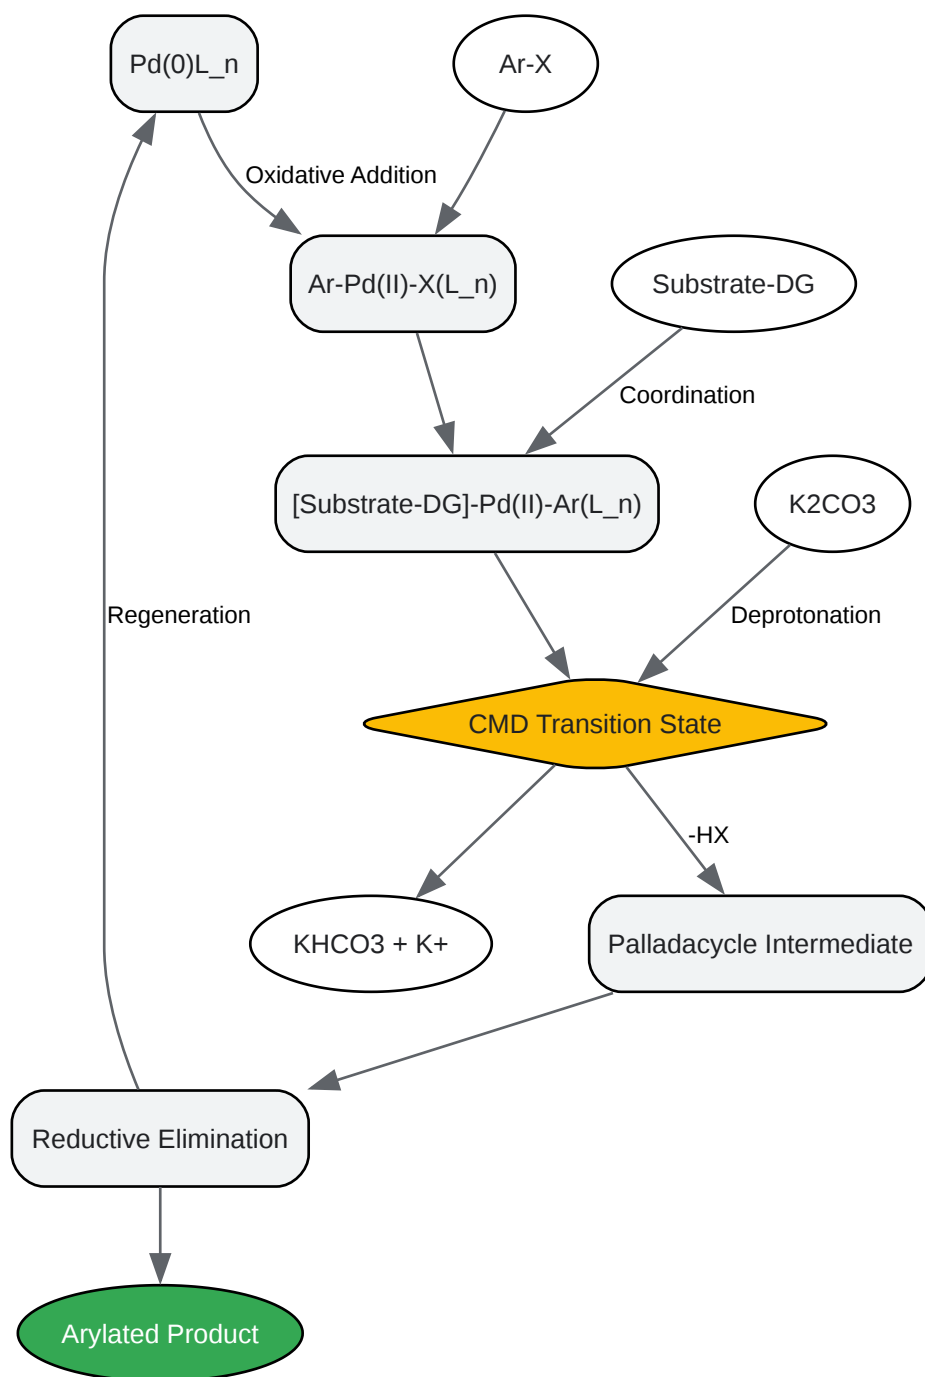 Pd(0)L_n
Ar-X
Oxidative Addition
Ar-Pd(II)-X(L_n)
Substrate-DG
Coordination
[Substrate-DG]-Pd(II)-Ar(L_n)
K2CO3
Regeneration
Deprotonation
CMD Transition State
-HX
KHCO3 + K+
Palladacycle Intermediate
Reductive Elimination
Arylated Product